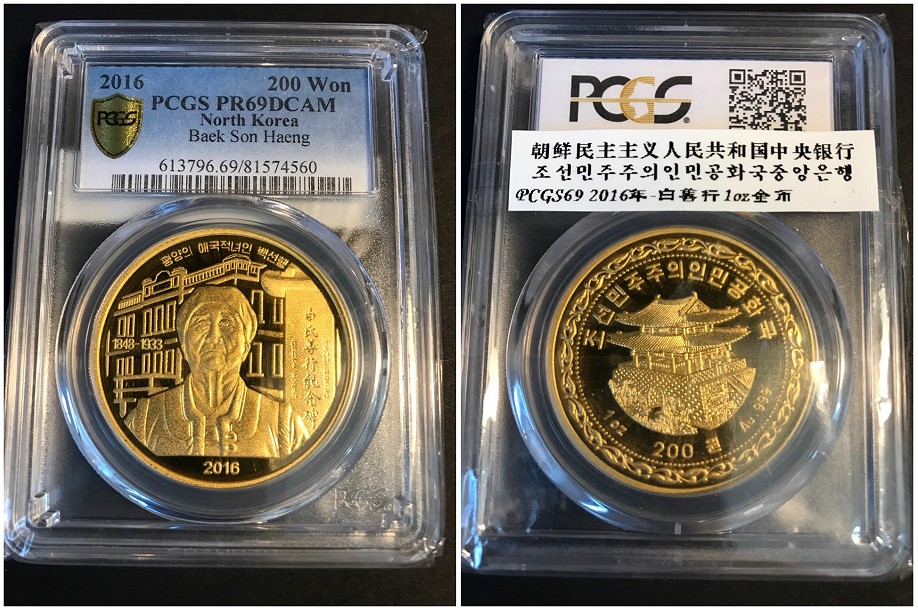 2016 200 Won
PCGS PR69DCAM
North Korea
Baek Son Haeng
613796.69/81574560
PCGS
평양의 애국적녀인 백선행
1848-1933
白氏善行紀念碑
2016
PCGS
朝鲜民主主义人民共和国中央银行
조선민주주의인민공화국중앙은행
PCGS69 2016年-白善行1oz金币
조선민주주의인민공화국
1 oz
200 원
Au 999